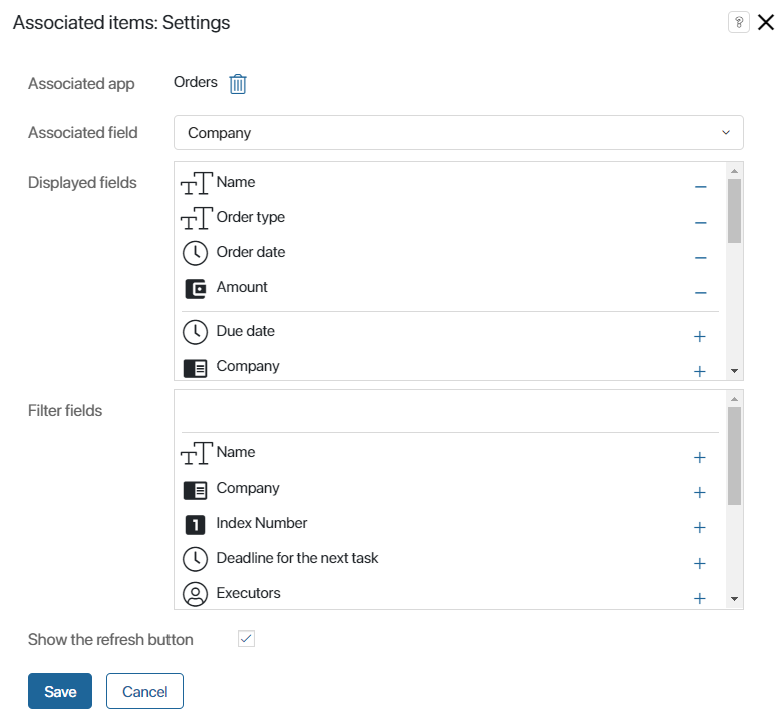 Associated items: Settings
?
Associated app Orders
Associated field Company
Displayed fields
Name
Order type
Order date
Amount
Due date
Company
Filter fields
Name
Company
1 Index Number
Deadline for the next task
Executors
Show the refresh button
Save Cancel